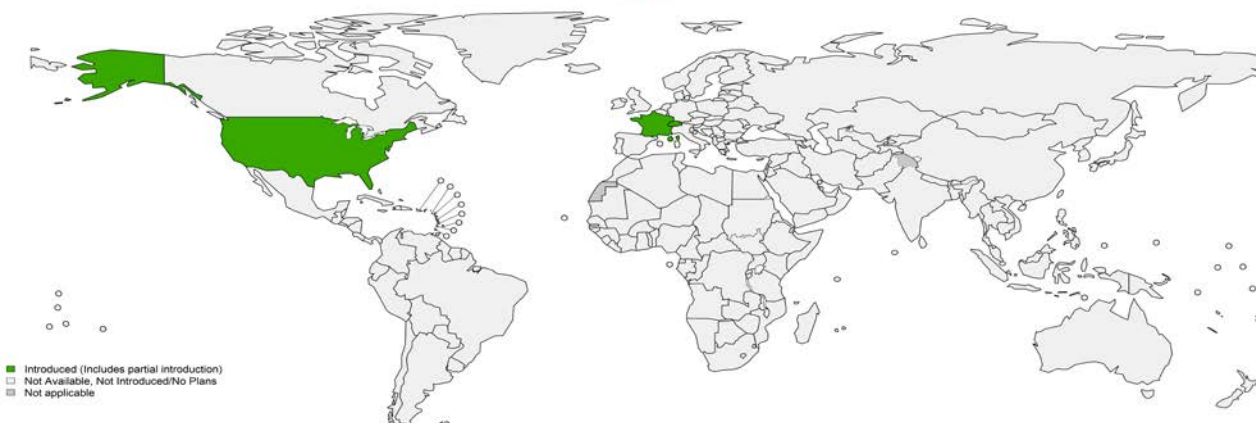 Introduced (Includes partial introduction)
Not Available, Not Introduced/No Plans
Not applicable